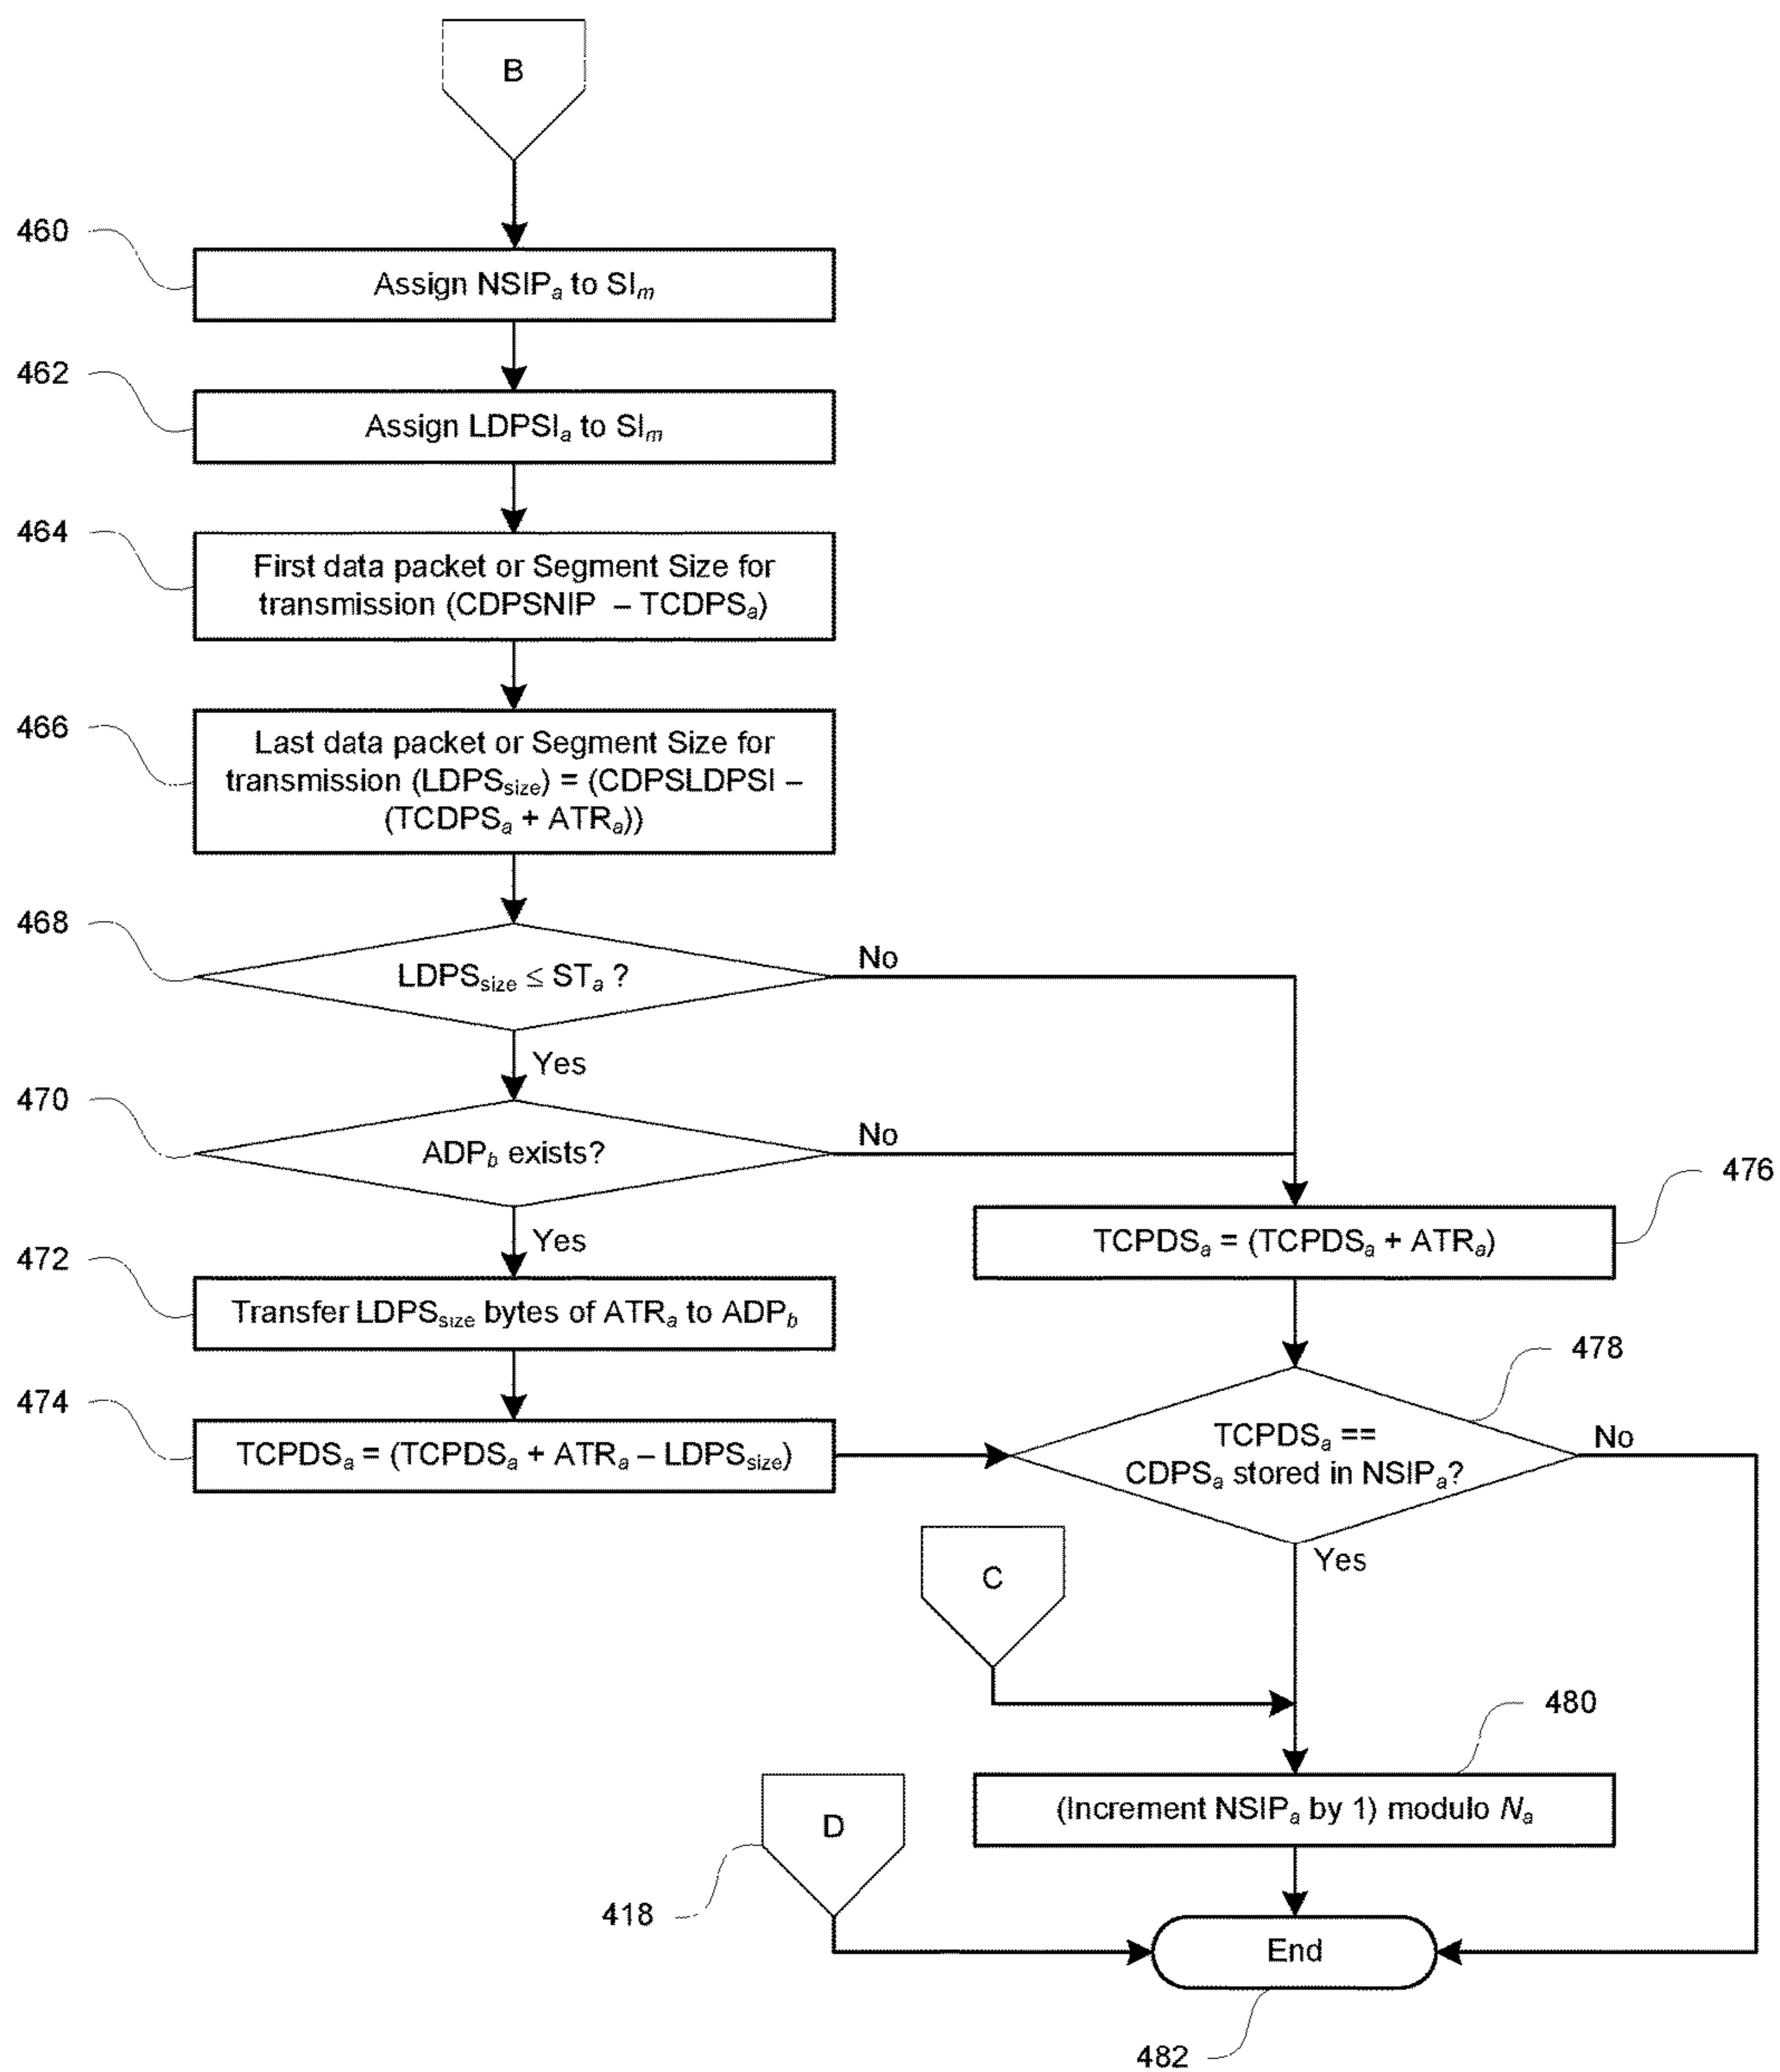 B
460
Assign NSIPa to SIm
462
Assign LDPSIa to SIm
464
First data packet or Segment Size for
transmission (CDPSNIP – TCDPSa)
466
Last data packet or Segment Size for
transmission (LDPSsize) = (CDPSLDPSI –
(TCDPSa + ATRa))
468
LDPSsize ≤ STa ?
No
Yes
470
ADPb exists?
No
Yes
476
TCPDSa = (TCPDSa + ATRa)
472
Transfer LDPSsize bytes of ATRa to ADPb
474
TCPDSa = (TCPDSa + ATRa – LDPSsize)
478
TCPDSa ==
CDPSa stored in NSIPa?
No
Yes
C
480
(Increment NSIPa by 1) modulo Na
D
418
End
482